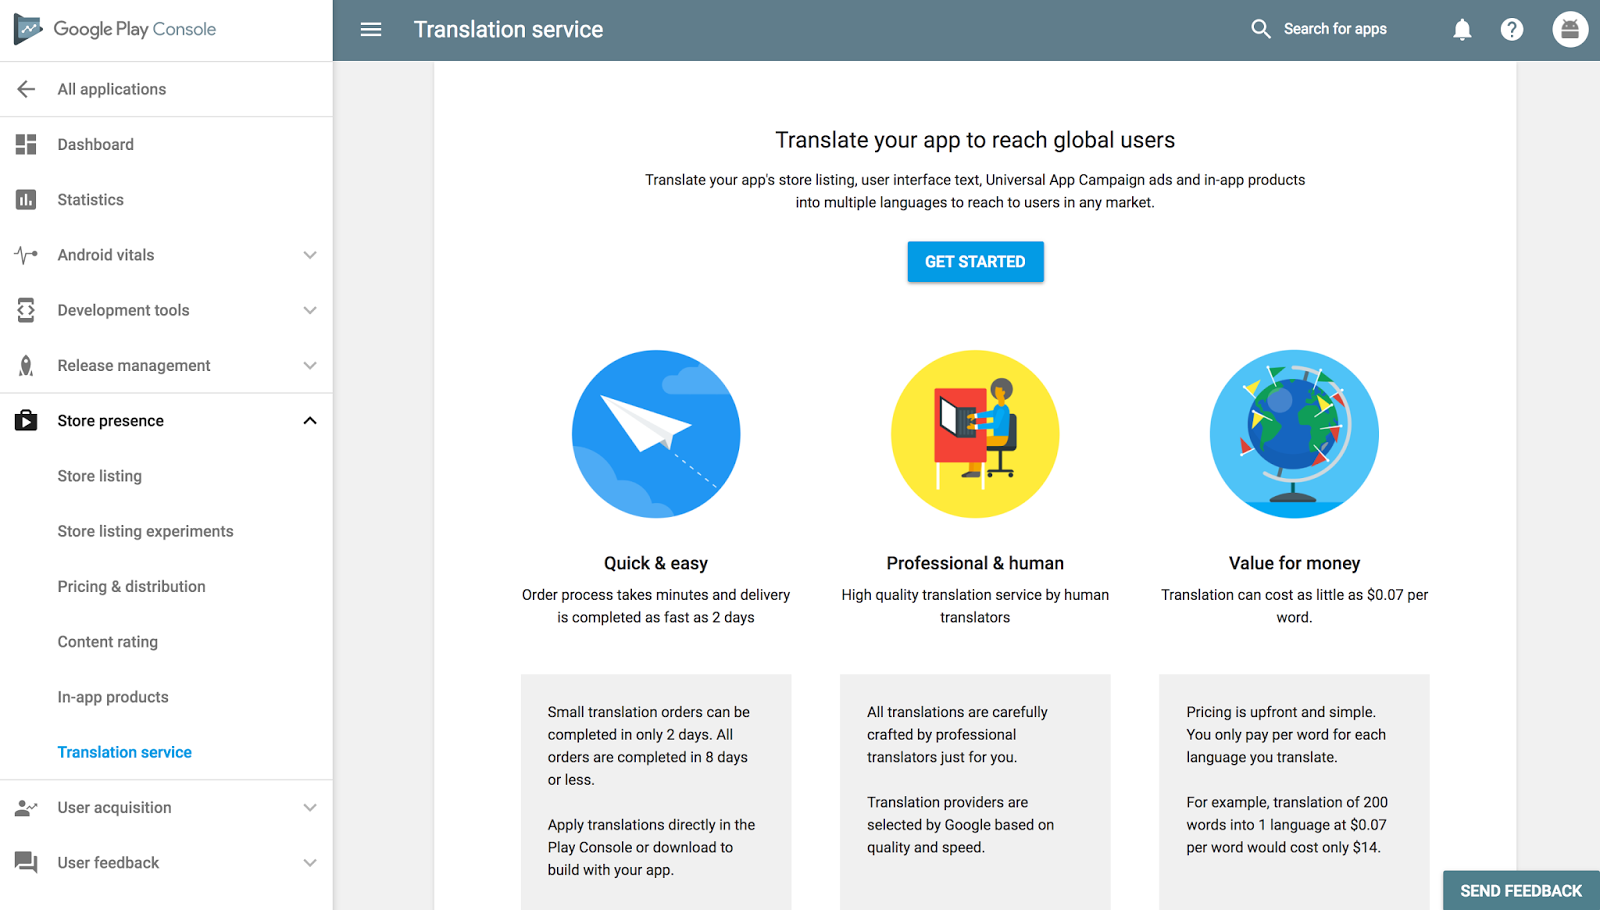 Google Play Console
All applications
Dashboard
Statistics
Android vitals
Development tools
Release management
Store presence
Store listing
Store listing experiments
Pricing & distribution
Content rating
In-app products
Translation service
User acquisition
User feedback
Translation service
Search for apps
Translate your app to reach global users
Translate your app's store listing, user interface text, Universal App Campaign ads and in-app products
into multiple languages to reach to users in any market.
GET STARTED
Quick & easy
Order process takes minutes and delivery
is completed as fast as 2 days
Small translation orders can be
completed in only 2 days. All
orders are completed in 8 days
or less.
Apply translations directly in the
Play Console or download to
build with your app.
Professional & human
High quality translation service by human
translators
All translations are carefully
crafted by professional
translators just for you.
Translation providers are
selected by Google based on
quality and speed.
Value for money
Translation can cost as little as $0.07 per
word.
Pricing is upfront and simple.
You only pay per word for each
language you translate.
For example, translation of 200
words into 1 language at $0.07
per word would cost only $14.
SEND FEEDBACK